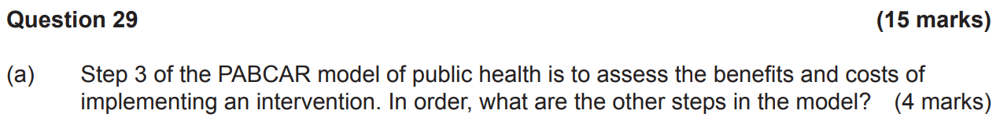 Question 29 (15 marks)
(a) Step 3 of the PABCAR model of public health is to assess the benefits and costs of
implementing an intervention. In order, what are the other steps in the model? (4 marks)